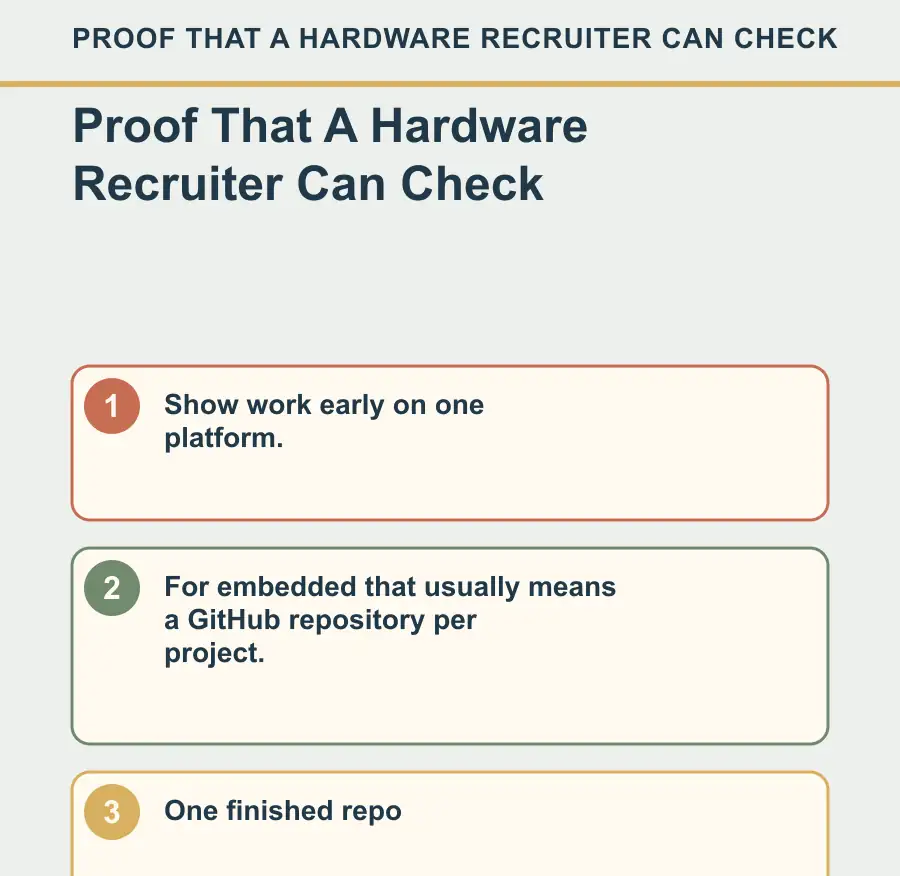 PROOF THAT A HARDWARE RECRUITER CAN CHECK
Proof That A Hardware
Recruiter Can Check
1
Show work early on one
platform.
2
For embedded that usually means
a GitHub repository per
project.
3
One finished repo